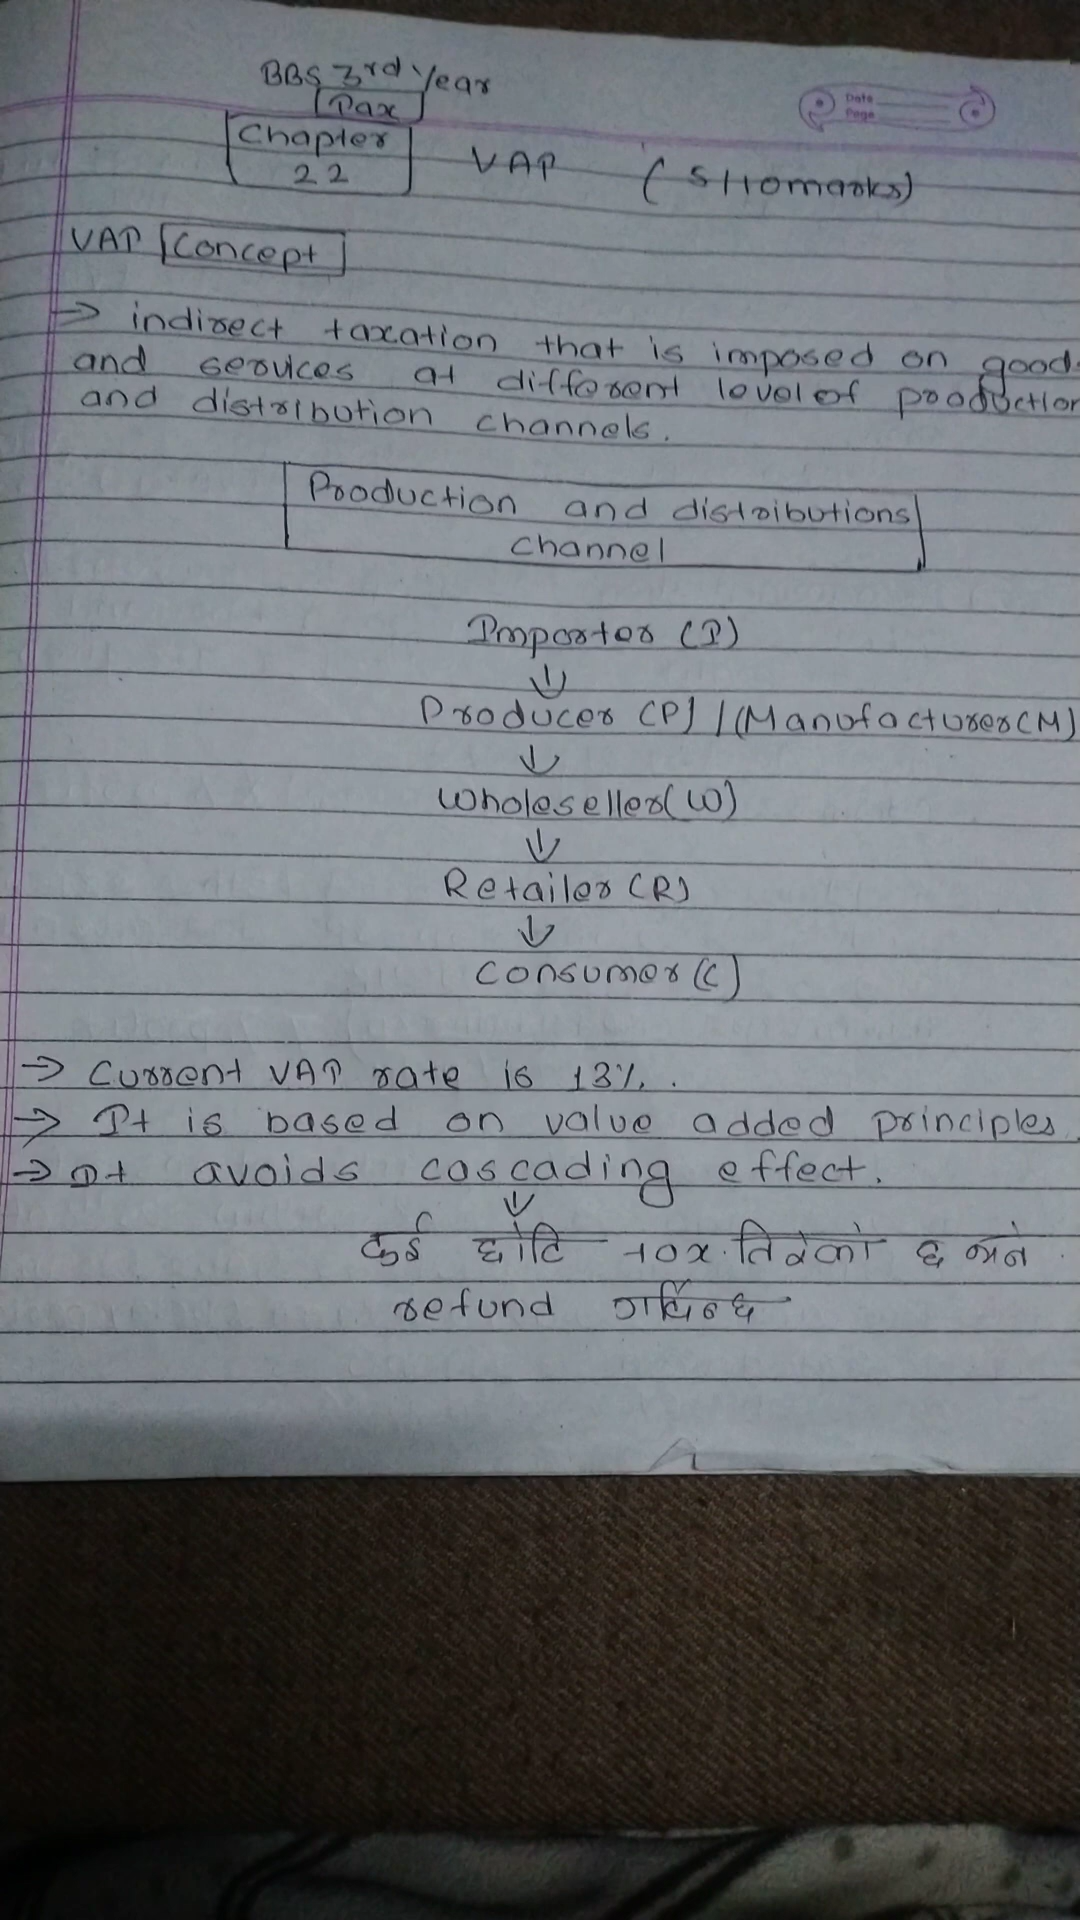 BBS 3rd Year
Tax
Date
Page
Chapter
22
VAT (5/10marks)
VAT Concept
→ indirect taxation that is imposed on good
and services at different level of production
and distribution channels.
Production and distributions
channel
Importer (I)
↓
Producer (P) / (Manufacturer (M)
↓
Wholeseller (W)
↓
Retailer (R)
↓
Consumer (C)
→ Current VAT rate is 13%.
→ It is based on value added principles
→ It avoids cascading effect.
↓
दुई छोटि tax तिरेको छ भने
refund गरिन्छ